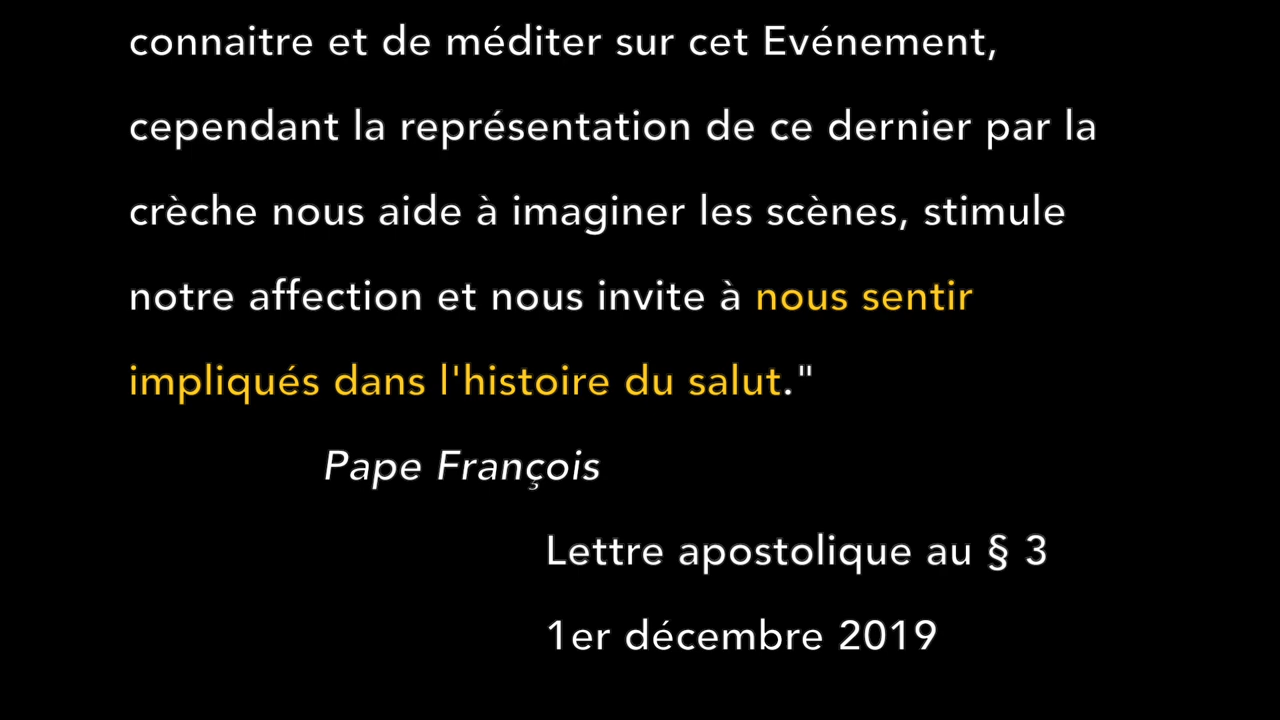 connaitre et de méditer sur cet Evénement,
cependant la représentation de ce dernier par la
crèche nous aide à imaginer les scènes, stimule
notre affection et nous invite à nous sentir
impliqués dans l'histoire du salut."
Pape François
Lettre apostolique au § 3
1er décembre 2019